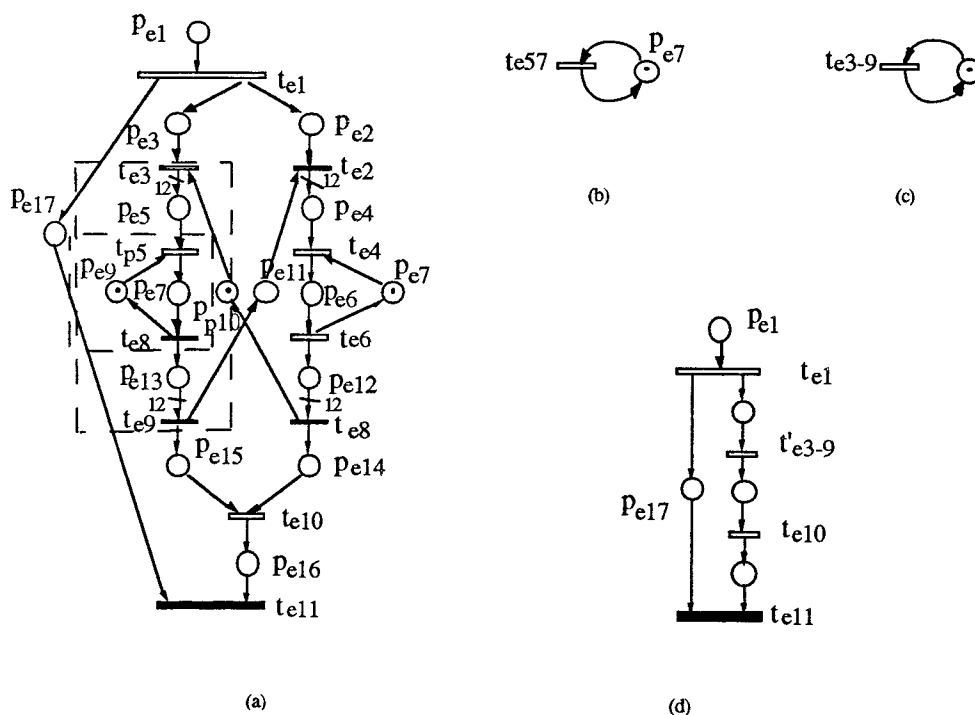 pe1
te1
pe3
pe2
te3
te2
12
12
pe17
pe5
pe4
tp5
te4
pe9
pe11
pe7
pe7
pe6
pp10
te8
te6
pe13
pe12
12
12
te9
te8
pe15
pe14
te10
pe16
te11
(a)
te57
pe7
(b)
te3-9
(c)
pe1
te1
t'e3-9
pe17
te10
te11
(d)